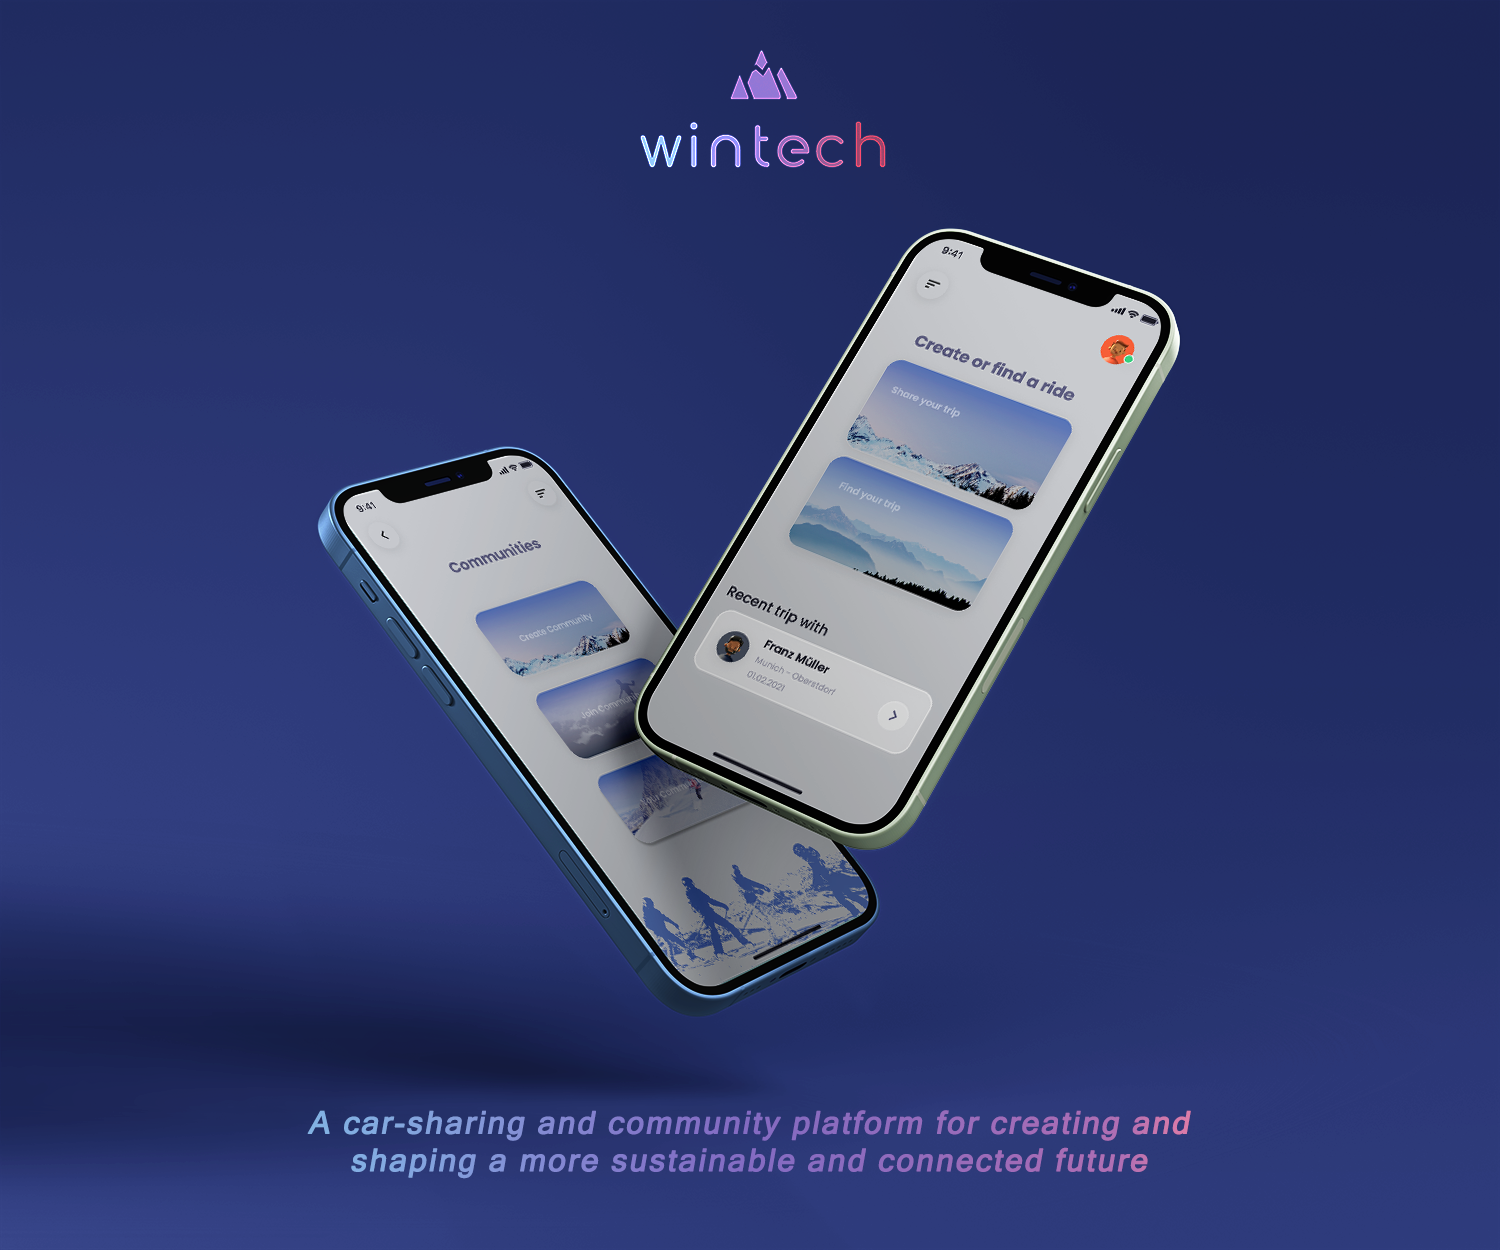 wintech
9:41
Create or find a ride
Share your trip
Find your trip
Recent trip with
Franz Müller
Munich - Oberstdorf
01.02.2021
9:41
Communities
Create Community
Join
A car-sharing and community platform for creating and
shaping a more sustainable and connected future